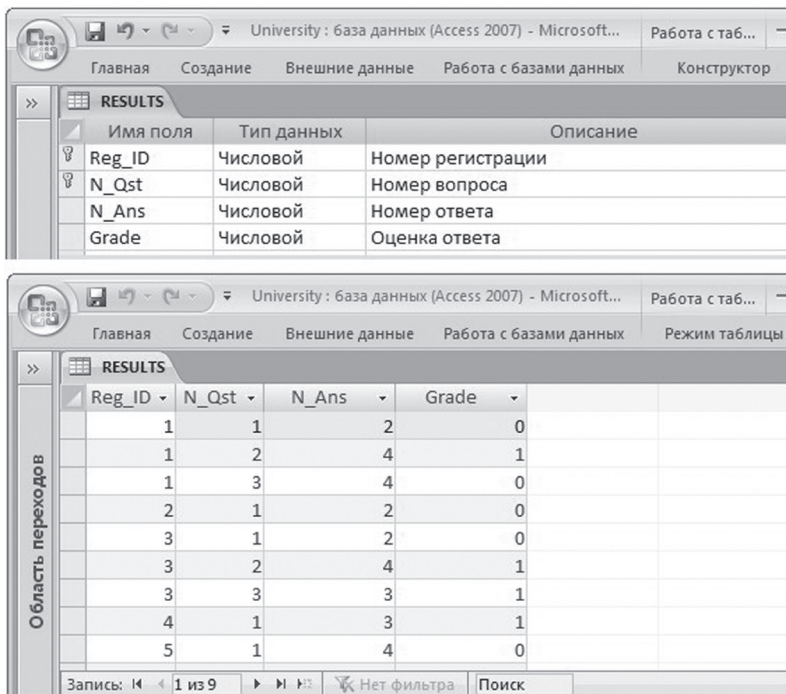 University : база данных (Access 2007) - Microsoft... Работа с таб...
Главная Создание Внешние данные Работа с базами данных Конструктор
» RESULTS
Имя поля Тип данных Описание
Reg_ID Числовой Номер регистрации
N_Qst Числовой Номер вопроса
N_Ans Числовой Номер ответа
Grade Числовой Оценка ответа
University : база данных (Access 2007) - Microsoft... Работа с таб...
Главная Создание Внешние данные Работа с базами данных Режим таблицы
» RESULTS
Reg_ID N_Qst N_Ans Grade
1 1 2 0
1 2 4 1
1 3 4 0
2 1 2 0
3 1 2 0
3 2 4 1
3 3 3 1
4 1 3 1
5 1 4 0
Область переходов
Запись: 1 из 9 Нет фильтра Поиск